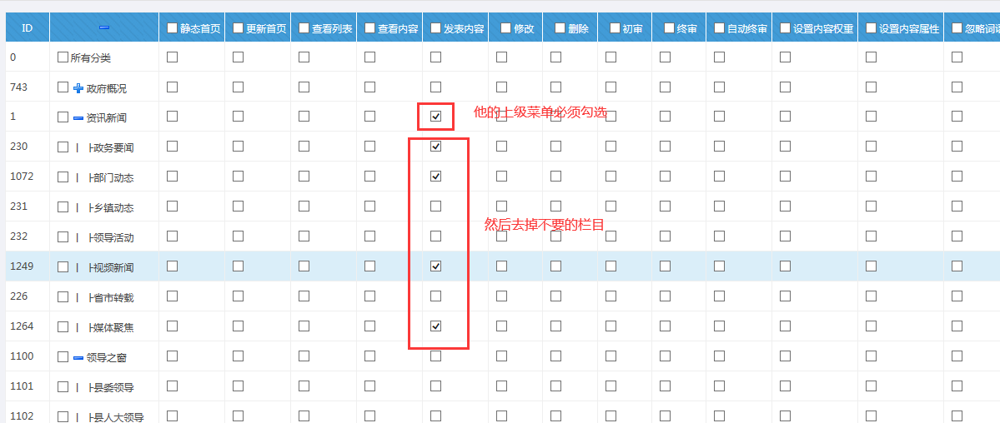 ID 静态首页 更新首页 查看列表 查看内容 发表内容 修改 删除 初审 终审 自动终审 设置内容权重 设置内容属性 忽略词
0 所有分类
743 政府概况
1 资讯新闻 他的上级菜单必须勾选
230 | ├政务要闻
1072 | ├部门动态
231 | ├乡镇动态
然后去掉不要的栏目
232 | ├领导活动
1249 | ├视频新闻
226 | ├省市转载
1264 | ├媒体聚焦
1100 领导之窗
1101 | ├县委领导
1102 | ├县人大领导